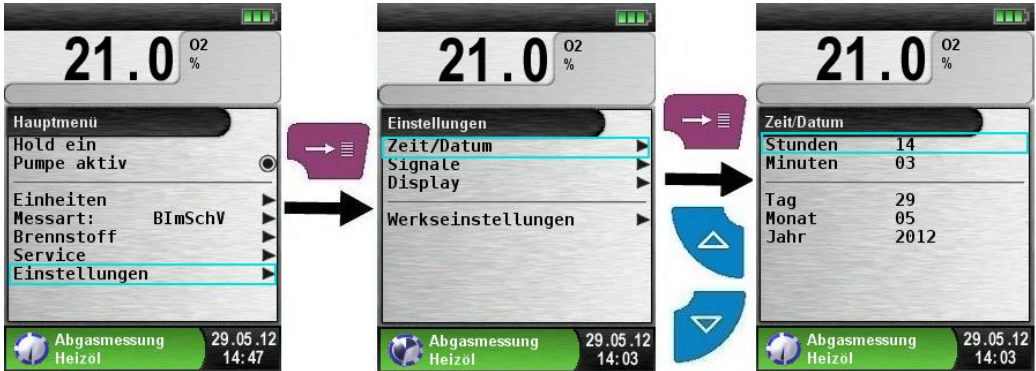 21.0 O2
%
Hauptmenü
Hold ein
Pumpe aktiv
Einheiten
Messart: BImSchV
Brennstoff
Service
Einstellungen
Abgasmessung 29.05.12
Heizöl 14:47
21.0 O2
%
Einstellungen
Zeit/Datum
Signale
Display
Werkseinstellungen
Abgasmessung 29.05.12
Heizöl 14:03
21.0 O2
%
Zeit/Datum
Stunden 14
Minuten 03
Tag 29
Monat 05
Jahr 2012
Abgasmessung 29.05.12
Heizöl 14:03